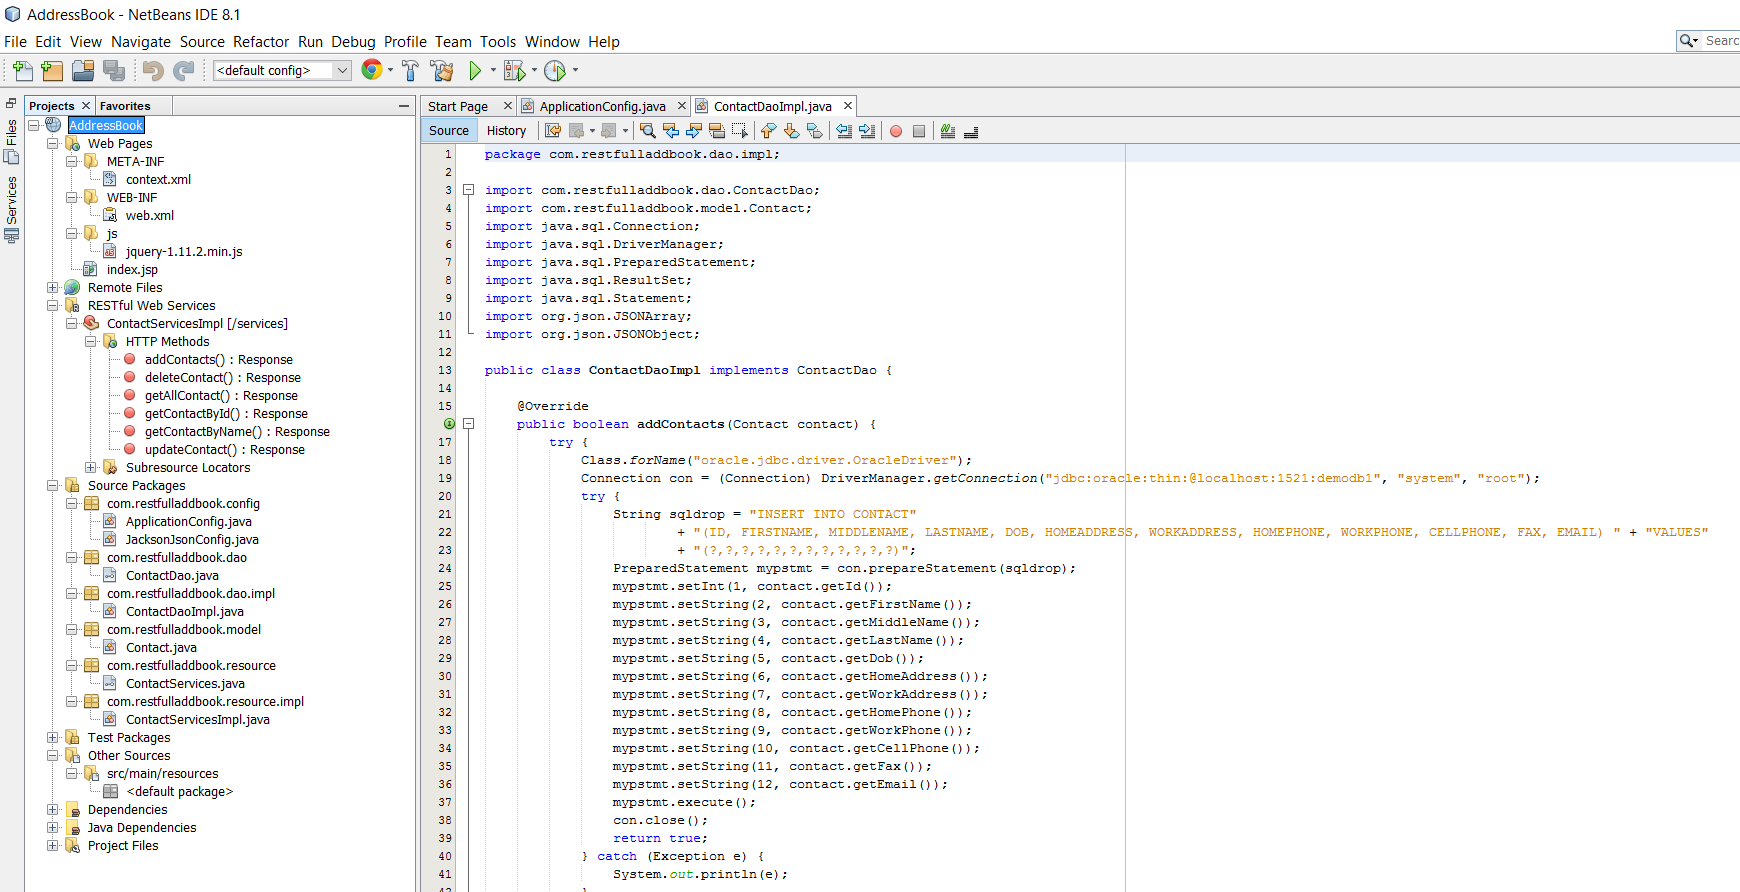 AddressBook - NetBeans IDE 8.1
File Edit View Navigate Source Refactor Run Debug Profile Team Tools Window Help
Searc
<default config>
Files
Services
Projects Favorites
AddressBook
Web Pages
META-INF
context.xml
WEB-INF
web.xml
js
jquery-1.11.2.min.js
index.jsp
Remote Files
RESTful Web Services
ContactServicesImpl [/services]
HTTP Methods
addContacts() : Response
deleteContact() : Response
getAllContact() : Response
getContactById() : Response
getContactByName() : Response
updateContact() : Response
Subresource Locators
Source Packages
com.restfulladdbook.config
ApplicationConfig.java
JacksonJsonConfig.java
com.restfulladdbook.dao
ContactDao.java
com.restfulladdbook.dao.impl
ContactDaoImpl.java
com.restfulladdbook.model
Contact.java
com.restfulladdbook.resource
ContactServices.java
com.restfulladdbook.resource.impl
ContactServicesImpl.java
Test Packages
Other Sources
src/main/resources
<default package>
Dependencies
Java Dependencies
Project Files
Start Page ApplicationConfig.java ContactDaoImpl.java
Source History
1 package com.restfulladdbook.dao.impl;
2
3 import com.restfulladdbook.dao.ContactDao;
4 import com.restfulladdbook.model.Contact;
5 import java.sql.Connection;
6 import java.sql.DriverManager;
7 import java.sql.PreparedStatement;
8 import java.sql.ResultSet;
9 import java.sql.Statement;
10 import org.json.JSONArray;
11 import org.json.JSONObject;
12
13 public class ContactDaoImpl implements ContactDao {
14
15 @Override
public boolean addContacts(Contact contact) {
17 try {
18 Class.forName("oracle.jdbc.driver.OracleDriver");
19 Connection con = (Connection) DriverManager.getConnection("jdbc:oracle:thin:@localhost:1521:demodb1", "system", "root");
20 try {
21 String sqldrop = "INSERT INTO CONTACT"
22 + "(ID, FIRSTNAME, MIDDLENAME, LASTNAME, DOB, HOMEADDRESS, WORKADDRESS, HOMEPHONE, WORKPHONE, CELLPHONE, FAX, EMAIL) " + "VALUES"
23 + "(?,?,?,?,?,?,?,?,?,?,?,?)";
24 PreparedStatement mypstmt = con.prepareStatement(sqldrop);
25 mypstmt.setInt(1, contact.getId());
26 mypstmt.setString(2, contact.getFirstName());
27 mypstmt.setString(3, contact.getMiddleName());
28 mypstmt.setString(4, contact.getLastName());
29 mypstmt.setString(5, contact.getDob());
30 mypstmt.setString(6, contact.getHomeAddress());
31 mypstmt.setString(7, contact.getWorkAddress());
32 mypstmt.setString(8, contact.getHomePhone());
33 mypstmt.setString(9, contact.getWorkPhone());
34 mypstmt.setString(10, contact.getCellPhone());
35 mypstmt.setString(11, contact.getFax());
36 mypstmt.setString(12, contact.getEmail());
37 mypstmt.execute();
38 con.close();
39 return true;
40 } catch (Exception e) {
41 System.out.println(e);